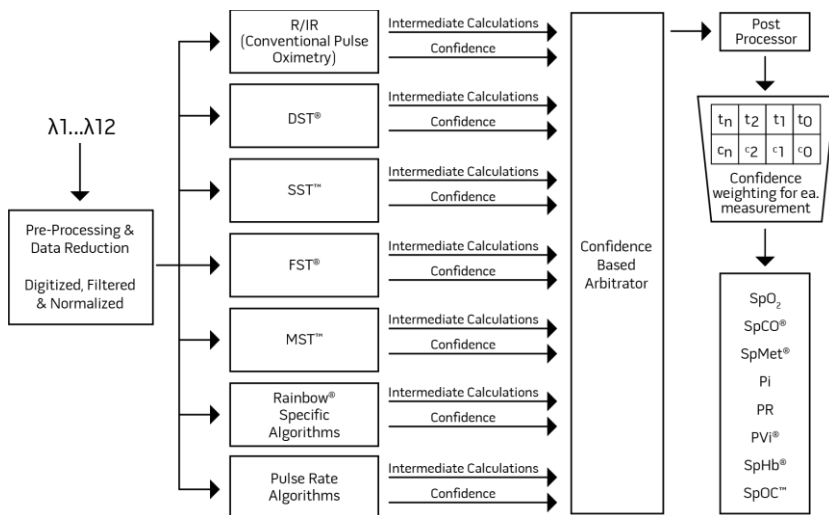 λ1...λ12
Pre-Processing &
Data Reduction
Digitized, Filtered
& Normalized
R/IR
(Conventional Pulse
Oximetry)
Intermediate Calculations
Confidence
DST®
Intermediate Calculations
Confidence
SST™
Intermediate Calculations
Confidence
FST®
Intermediate Calculations
Confidence
MST™
Intermediate Calculations
Confidence
Rainbow®
Specific
Algorithms
Intermediate Calculations
Confidence
Pulse Rate
Algorithms
Intermediate Calculations
Confidence
Confidence
Based
Arbitrator
Post
Processor
tn t2 t1 t0
cn c2 c1 c0
Confidence
weighting for ea.
measurement
SpO₂
SpCO®
SpMet®
Pi
PR
PVi®
SpHb®
SpOC™